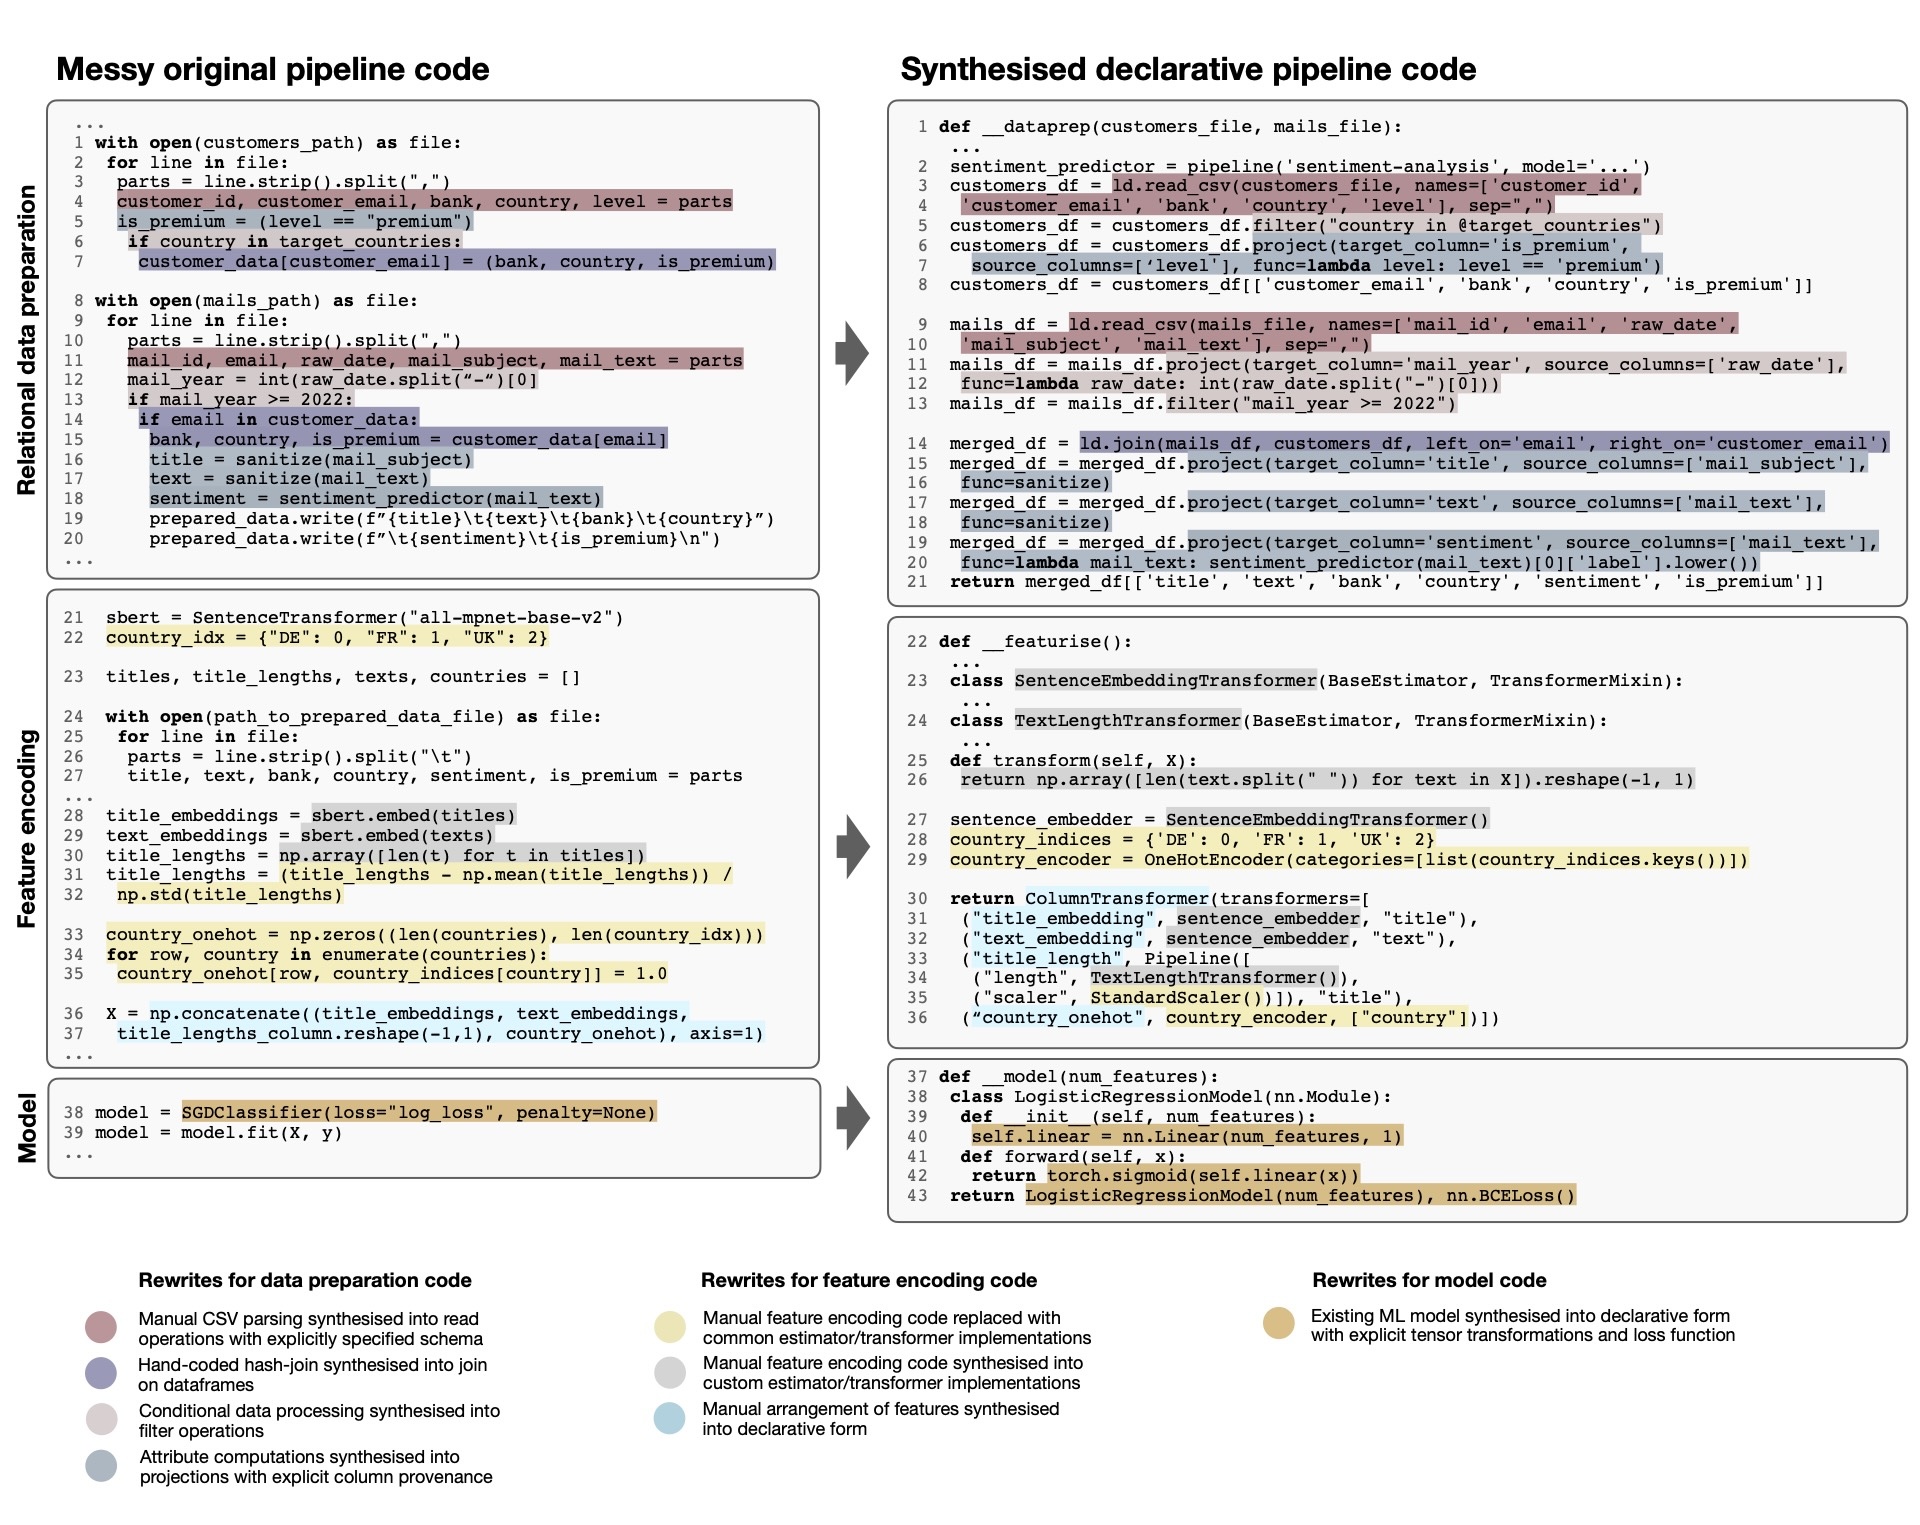 Messy original pipeline code
Relational data preparation
...
1 with open(customers_path) as file:
2 for line in file:
3 parts = line.strip().split(",")
4 customer_id, customer_email, bank, country, level = parts
5 is_premium = (level == "premium")
6 if country in target_countries:
7 customer_data[customer_email] = (bank, country, is_premium)
8 with open(mails_path) as file:
9 for line in file:
10 parts = line.strip().split(",")
11 mail_id, email, raw_date, mail_subject, mail_text = parts
12 mail_year = int(raw_date.split(“-“)[0]
13 if mail_year >= 2022:
14 if email in customer_data:
15 bank, country, is_premium = customer_data[email]
16 title = sanitize(mail_subject)
17 text = sanitize(mail_text)
18 sentiment = sentiment_predictor(mail_text)
19 prepared_data.write(f”{title}\t{text}\t{bank}\t{country}”)
20 prepared_data.write(f”\t{sentiment}\t{is_premium}\n")
...
Feature encoding
21 sbert = SentenceTransformer("all-mpnet-base-v2")
22 country_idx = {"DE": 0, "FR": 1, "UK": 2}
23 titles, title_lengths, texts, countries = []
24 with open(path_to_prepared_data_file) as file:
25 for line in file:
26 parts = line.strip().split("\t")
27 title, text, bank, country, sentiment, is_premium = parts
...
28 title_embeddings = sbert.embed(titles)
29 text_embeddings = sbert.embed(texts)
30 title_lengths = np.array([len(t) for t in titles])
31 title_lengths = (title_lengths - np.mean(title_lengths)) /
32 np.std(title_lengths)
33 country_onehot = np.zeros((len(countries), len(country_idx)))
34 for row, country in enumerate(countries):
35 country_onehot[row, country_indices[country]] = 1.0
36 X = np.concatenate((title_embeddings, text_embeddings,
37 title_lengths_column.reshape(-1,1), country_onehot), axis=1)
...
Model
38 model = SGDClassifier(loss="log_loss", penalty=None)
39 model = model.fit(X, y)
...
Synthesised declarative pipeline code
1 def __dataprep(customers_file, mails_file):
...
2 sentiment_predictor = pipeline('sentiment-analysis', model='...')
3 customers_df = ld.read_csv(customers_file, names=['customer_id',
4 'customer_email', 'bank', 'country', 'level'], sep=",")
5 customers_df = customers_df.filter("country in @target_countries")
6 customers_df = customers_df.project(target_column='is_premium',
7 source_columns=[‘level'], func=lambda level: level == 'premium')
8 customers_df = customers_df[['customer_email', 'bank', 'country', 'is_premium']]
9 mails_df = ld.read_csv(mails_file, names=['mail_id', 'email', 'raw_date',
10 'mail_subject', 'mail_text'], sep=",")
11 mails_df = mails_df.project(target_column='mail_year', source_columns=['raw_date'],
12 func=lambda raw_date: int(raw_date.split("-")[0]))
13 mails_df = mails_df.filter("mail_year >= 2022")
14 merged_df = ld.join(mails_df, customers_df, left_on='email', right_on='customer_email')
15 merged_df = merged_df.project(target_column='title', source_columns=['mail_subject'],
16 func=sanitize)
17 merged_df = merged_df.project(target_column='text', source_columns=['mail_text'],
18 func=sanitize)
19 merged_df = merged_df.project(target_column='sentiment', source_columns=['mail_text'],
20 func=lambda mail_text: sentiment_predictor(mail_text)[0]['label'].lower())
21 return merged_df[['title', 'text', 'bank', 'country', 'sentiment', 'is_premium']]
22 def __featurise():
...
23 class SentenceEmbeddingTransformer(BaseEstimator, TransformerMixin):
...
24 class TextLengthTransformer(BaseEstimator, TransformerMixin):
...
25 def transform(self, X):
26 return np.array([len(text.split(" ")) for text in X]).reshape(-1, 1)
27 sentence_embedder = SentenceEmbeddingTransformer()
28 country_indices = {'DE': 0, 'FR': 1, 'UK': 2}
29 country_encoder = OneHotEncoder(categories=[list(country_indices.keys())])
30 return ColumnTransformer(transformers=[
31 ("title_embedding", sentence_embedder, "title"),
32 ("text_embedding", sentence_embedder, "text"),
33 ("title_length", Pipeline([
34 ("length", TextLengthTransformer()),
35 ("scaler", StandardScaler())]), "title"),
36 (“country_onehot", country_encoder, ["country"])])
37 def __model(num_features):
38 class LogisticRegressionModel(nn.Module):
39 def __init__(self, num_features):
40 self.linear = nn.Linear(num_features, 1)
41 def forward(self, x):
42 return torch.sigmoid(self.linear(x))
43 return LogisticRegressionModel(num_features), nn.BCELoss()
Rewrites for data preparation code
Manual CSV parsing synthesised into read
operations with explicitly specified schema
Hand-coded hash-join synthesised into join
on dataframes
Conditional data processing synthesised into
filter operations
Attribute computations synthesised into
projections with explicit column provenance
Rewrites for feature encoding code
Manual feature encoding code replaced with
common estimator/transformer implementations
Manual feature encoding code synthesised into
custom estimator/transformer implementations
Manual arrangement of features synthesised
into declarative form
Rewrites for model code
Existing ML model synthesised into declarative form
with explicit tensor transformations and loss function